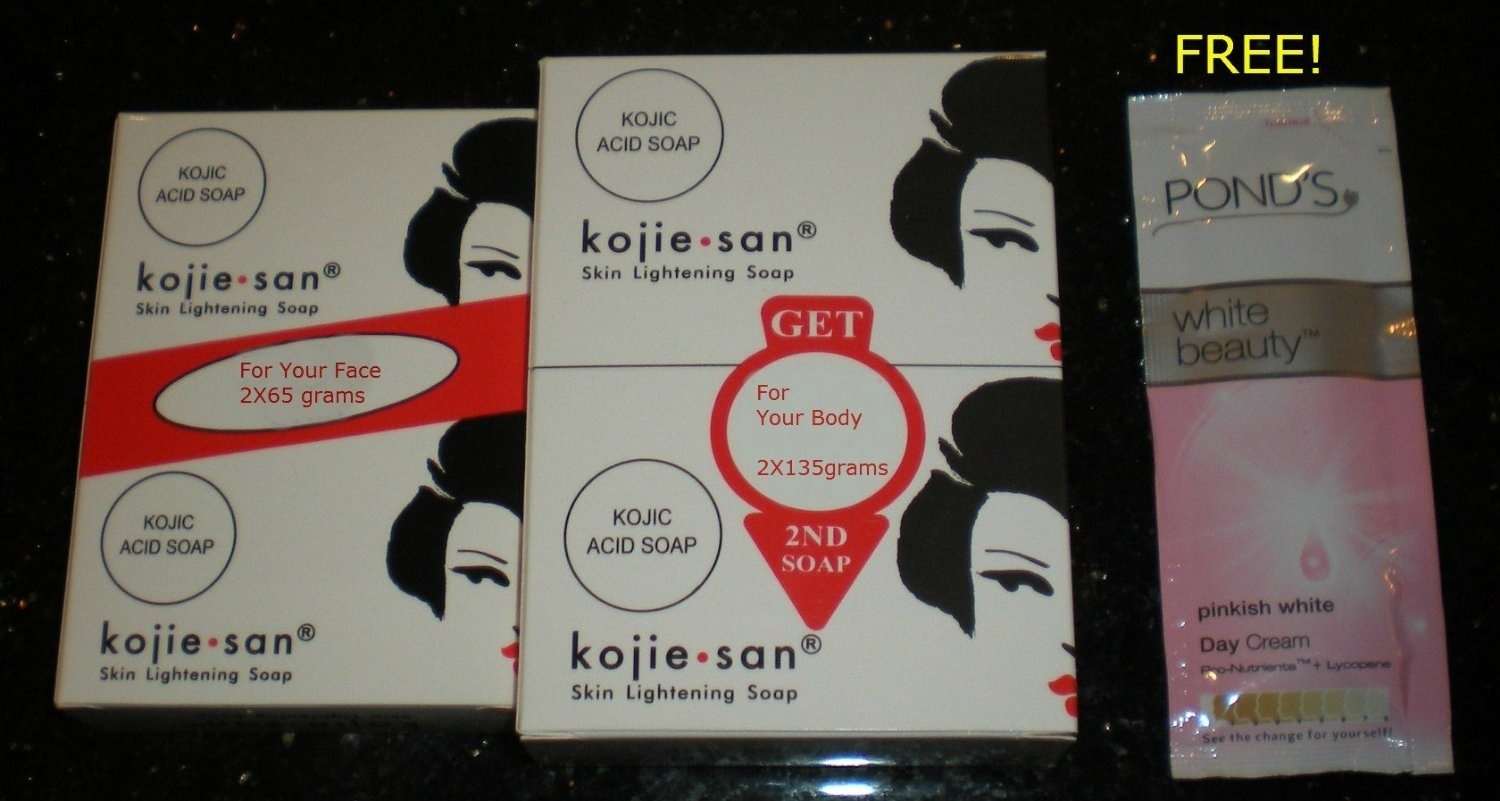 KOJIC
ACID SOAP
kojie•san®
Skin Lightening Soap
For Your Face
2X65 grams
KOJIC
ACID SOAP
kojie•san®
Skin Lightening Soap
KOJIC
ACID SOAP
kojie•san®
Skin Lightening Soap
GET
For
Your Body
2X135grams
2ND
SOAP
KOJIC
ACID SOAP
kojie•san®
Skin Lightening Soap
FREE!
POND'S
white
beauty™
pinkish white
Day Cream
Pro-Nutrients™ + Lycopene
See the change for yourself!